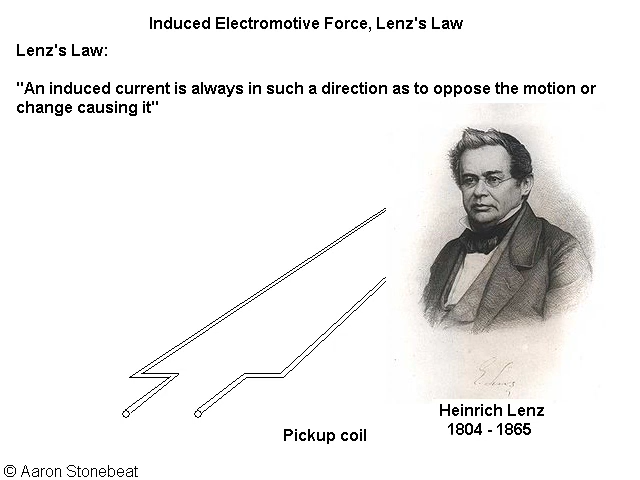 Induced Electromotive Force, Lenz's Law
Lenz's Law:
"An induced current is always in such a direction as to oppose the motion or
change causing it"
Heinrich Lenz
1804 - 1865
Pickup coil
© Aaron Stonebeat